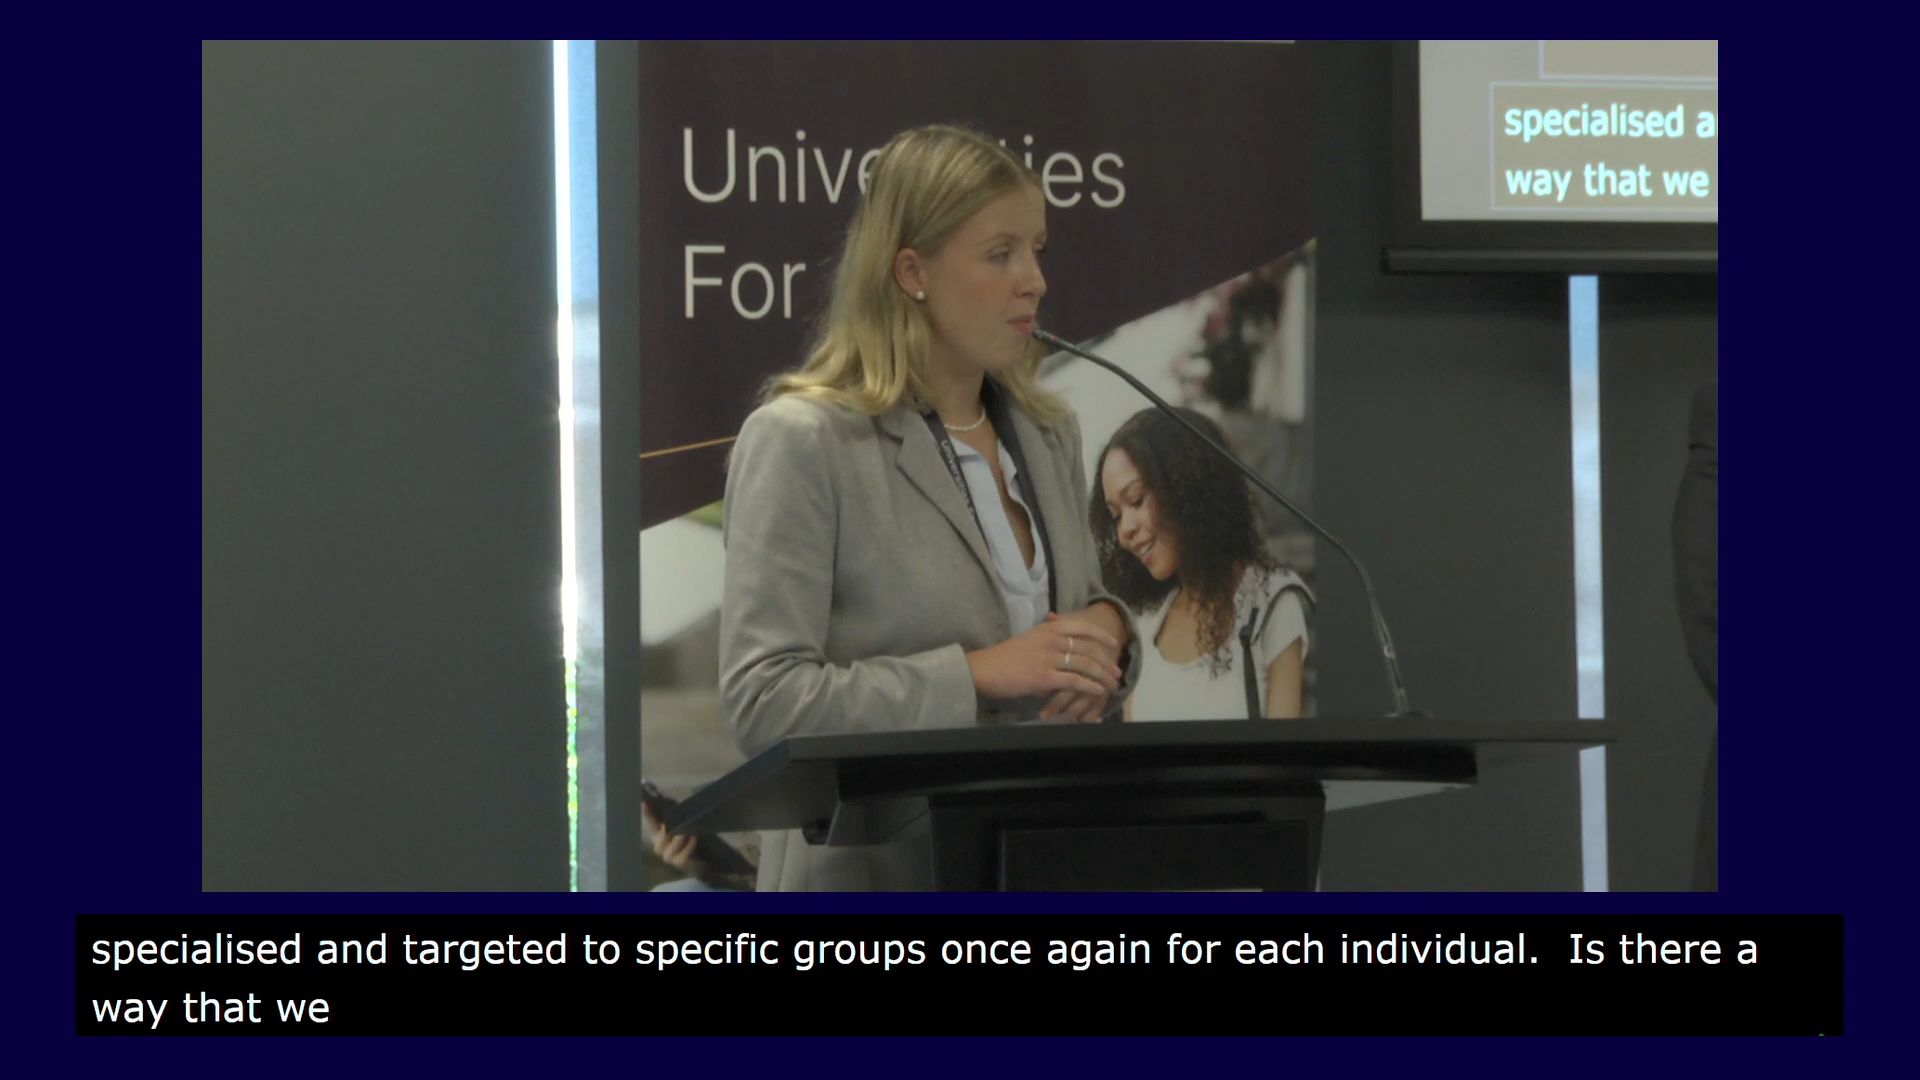 Unive ties
For
specialised a
way that we
specialised and targeted to specific groups once again for each individual.  Is there a
way that we